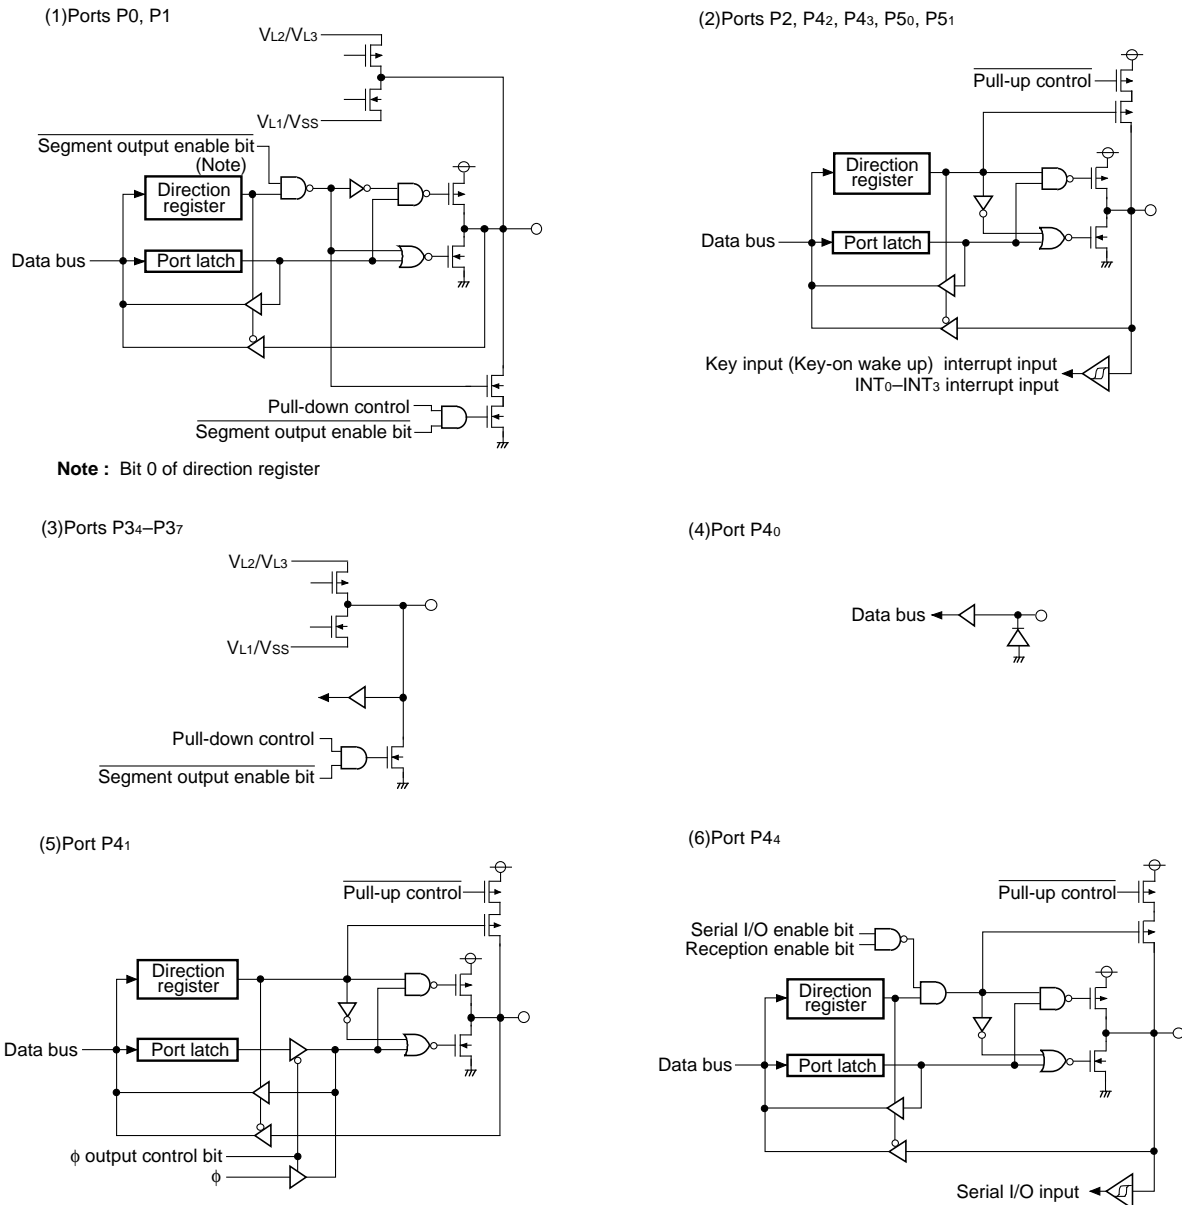 (1)Ports P0, P1
VL2/VL3
VL1/VSS
Segment output enable bit
(Note)
Direction
register
Data bus
Port latch
Pull-down control
Segment output enable bit
Note : Bit 0 of direction register
(2)Ports P2, P42, P43, P50, P51
Pull-up control
Direction
register
Data bus
Port latch
Key input (Key-on wake up) interrupt input
INT0–INT3 interrupt input
(3)Ports P34–P37
VL2/VL3
VL1/VSS
Pull-down control
Segment output enable bit
(4)Port P40
Data bus
(5)Port P41
Pull-up control
Direction
register
Data bus
Port latch
ϕ output control bit
ϕ
(6)Port P44
Pull-up control
Serial I/O enable bit
Reception enable bit
Direction
register
Data bus
Port latch
Serial I/O input